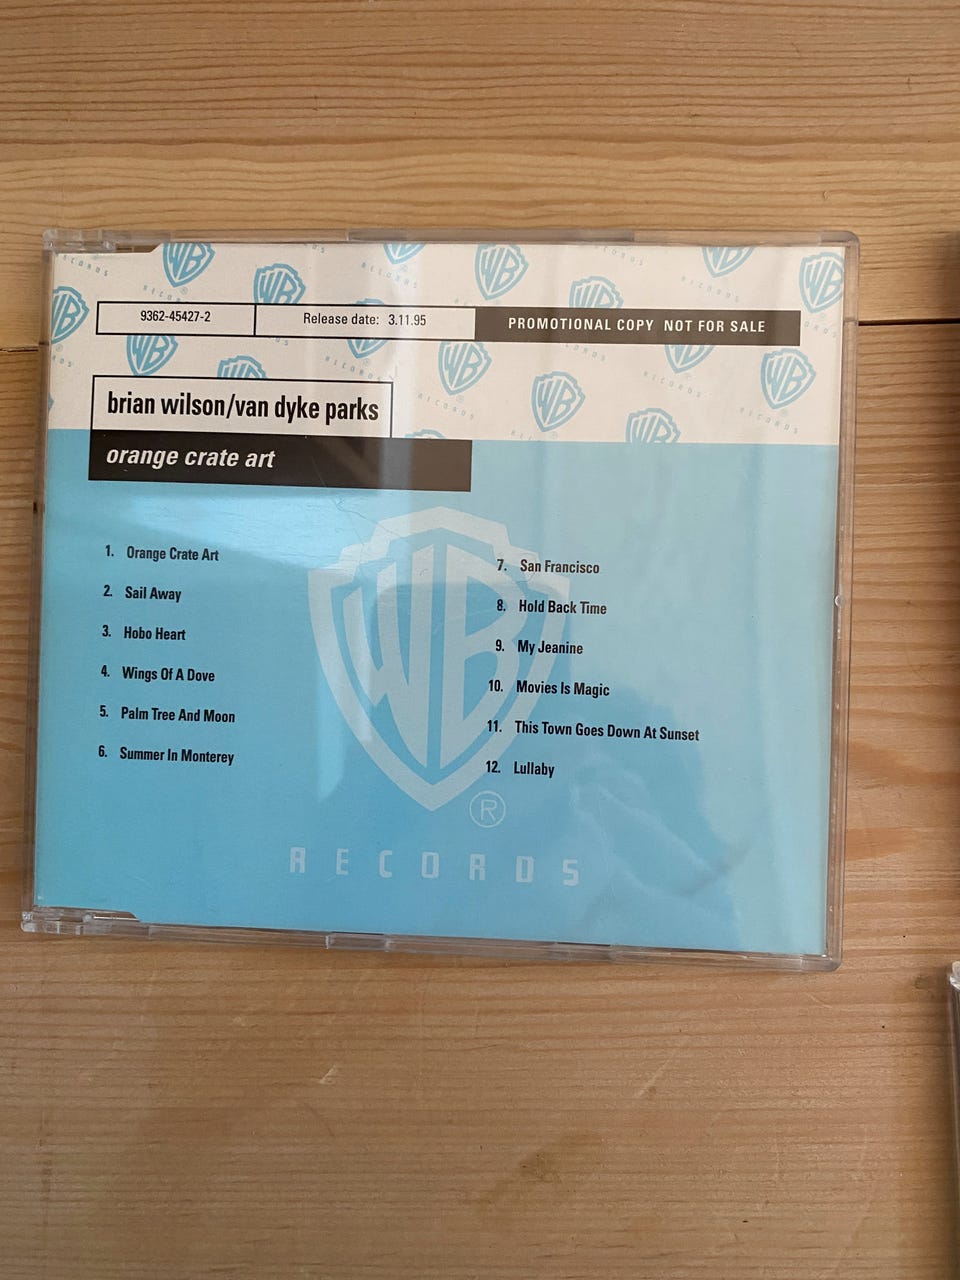 9362-45427-2
Release date: 3.11.95
PROMOTIONAL COPY NOT FOR SALE
brian wilson/van dyke parks
orange crate art
1. Orange Crate Art
2. Sail Away
3. Hobo Heart
4. Wings Of A Dove
5. Palm Tree And Moon
6. Summer In Monterey
7. San Francisco
8. Hold Back Time
9. My Jeanine
10. Movies Is Magic
11. This Town Goes Down At Sunset
12. Lullaby
WB
®
RECORDS